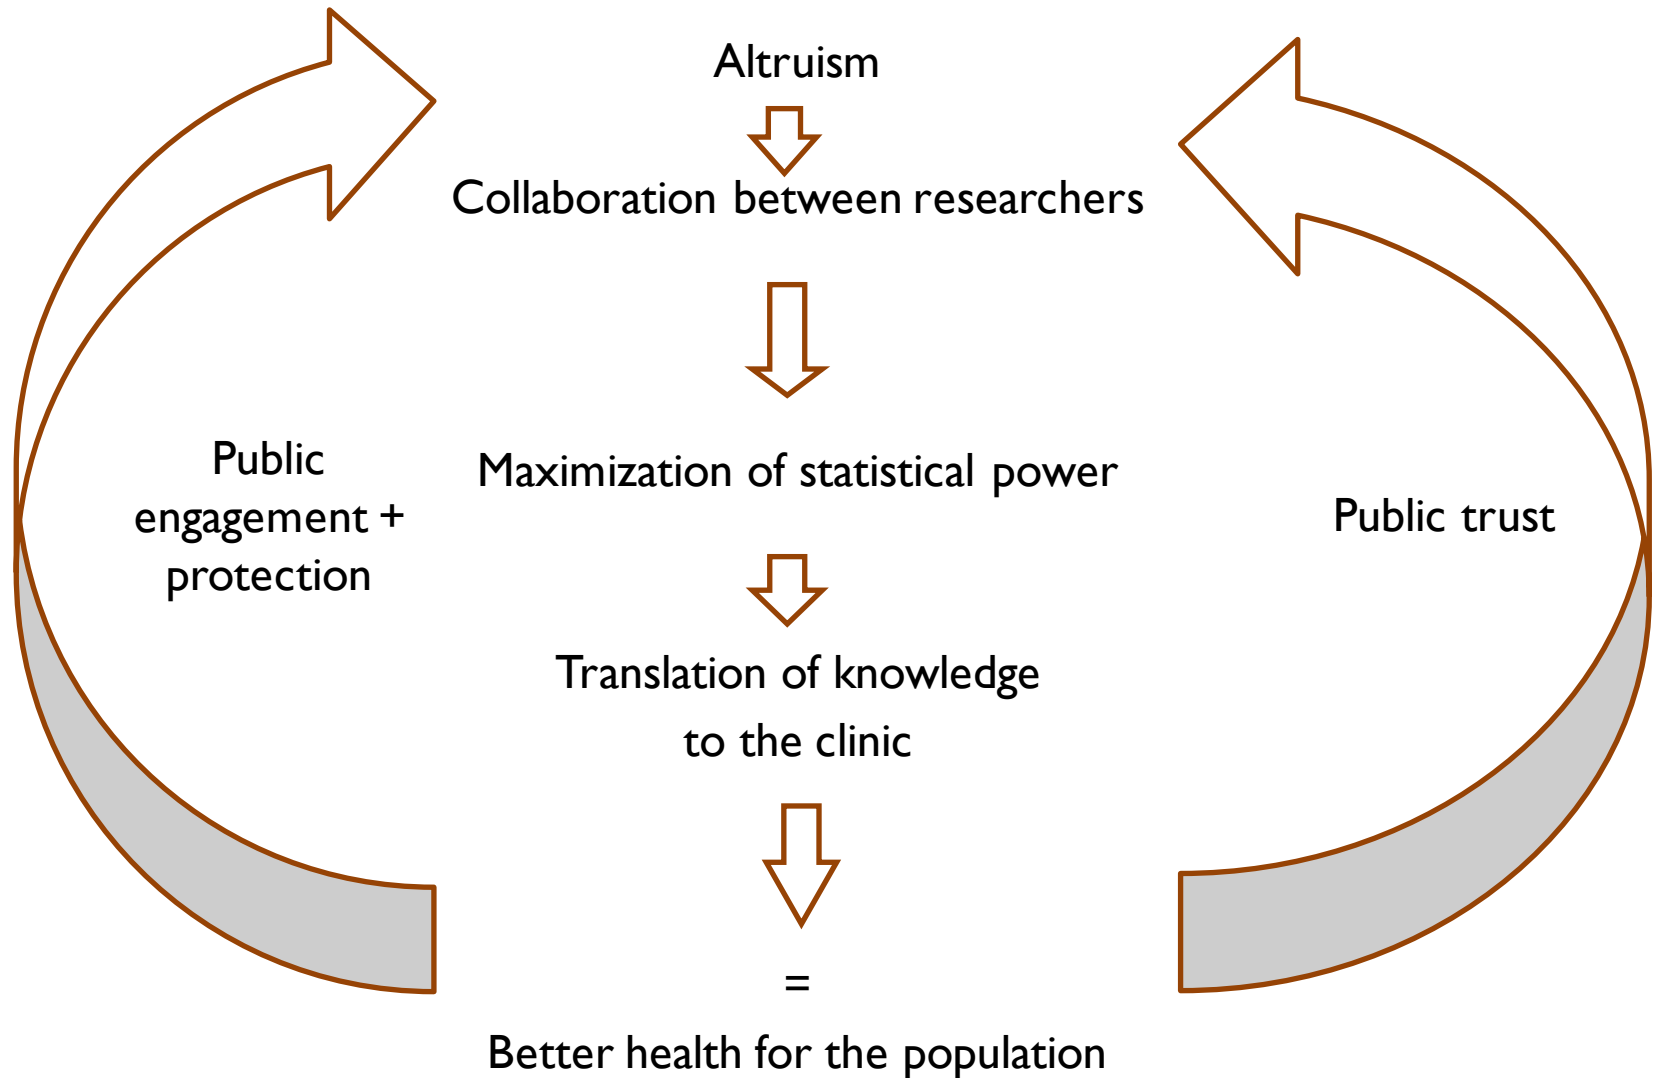 Altruism
Collaboration between researchers
Public
engagement +
protection
Maximization of statistical power
Public trust
Translation of knowledge
to the clinic
=
Better health for the population